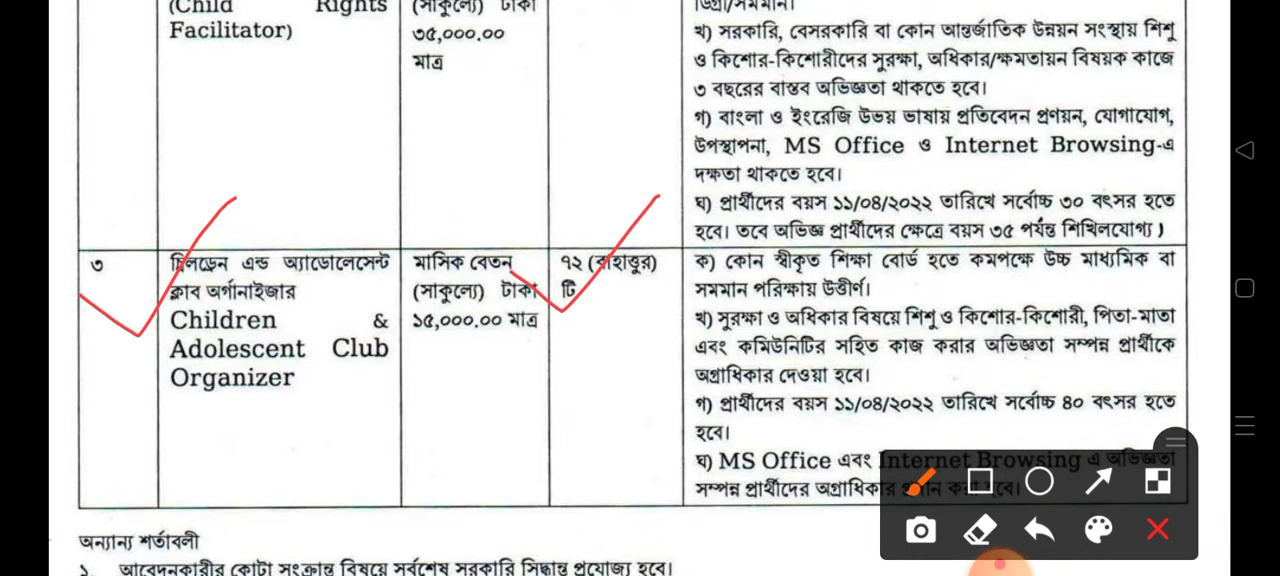 (Child Rights
Facilitator)
(সাকুল্যে) টাকা
৩৫,০০০.০০
মাত্র
ডিগ্রী/সমমান।
খ) সরকারি, বেসরকারি বা কোন আন্তর্জাতিক উন্নয়ন সংস্থায় শিশু
ও কিশোর-কিশোরীদের সুরক্ষা, অধিকার/ক্ষমতায়ন বিষয়ক কাজে
৩ বছরের বাস্তব অভিজ্ঞতা থাকতে হবে।
গ) বাংলা ও ইংরেজি উভয় ভাষায় প্রতিবেদন প্রণয়ন, যোগাযোগ,
উপস্থাপনা, MS Office ও Internet Browsing-এ
দক্ষতা থাকতে হবে।
ঘ) প্রার্থীদের বয়স ১১/০৪/২০২২ তারিখে সর্বোচ্চ ৩০ বৎসর হতে
হবে। তবে অভিজ্ঞ প্রার্থীদের ক্ষেত্রে বয়স ৩৫ পর্যন্ত শিথিলযোগ্য)
৩
চিলড্রেন এন্ড অ্যাডোলেসেন্ট
ক্লাব অর্গানাইজার
Children &
Adolescent Club
Organizer
মাসিক বেতন
(সাকুল্যে) টাকা
১৫,০০০.০০ মাত্র
৭২ (বাহাত্তুর)
টি
ক) কোন স্বীকৃত শিক্ষা বোর্ড হতে কমপক্ষে উচ্চ মাধ্যমিক বা
সমমান পরিক্ষায় উত্তীর্ণ।
খ) সুরক্ষা ও অধিকার বিষয়ে শিশু ও কিশোর-কিশোরী, পিতা-মাতা
এবং কমিউনিটির সহিত কাজ করার অভিজ্ঞতা সম্পন্ন প্রার্থীকে
অগ্রাধিকার দেওয়া হবে।
গ) প্রার্থীদের বয়স ১১/০৪/২০২২ তারিখে সর্বোচ্চ ৪০ বৎসর হতে
হবে।
ঘ) MS Office এবং Internet Browsing এ অভিজ্ঞতা
সম্পন্ন প্রার্থীদের অগ্রাধিকার প্রদান করা হবে।
অন্যান্য শর্তাবলী
১. আবেদনকারীর কোটা সংক্রান্ত বিষয়ে সর্বশেষ সরকারি সিদ্ধান্ত প্রযোজ্য হবে।